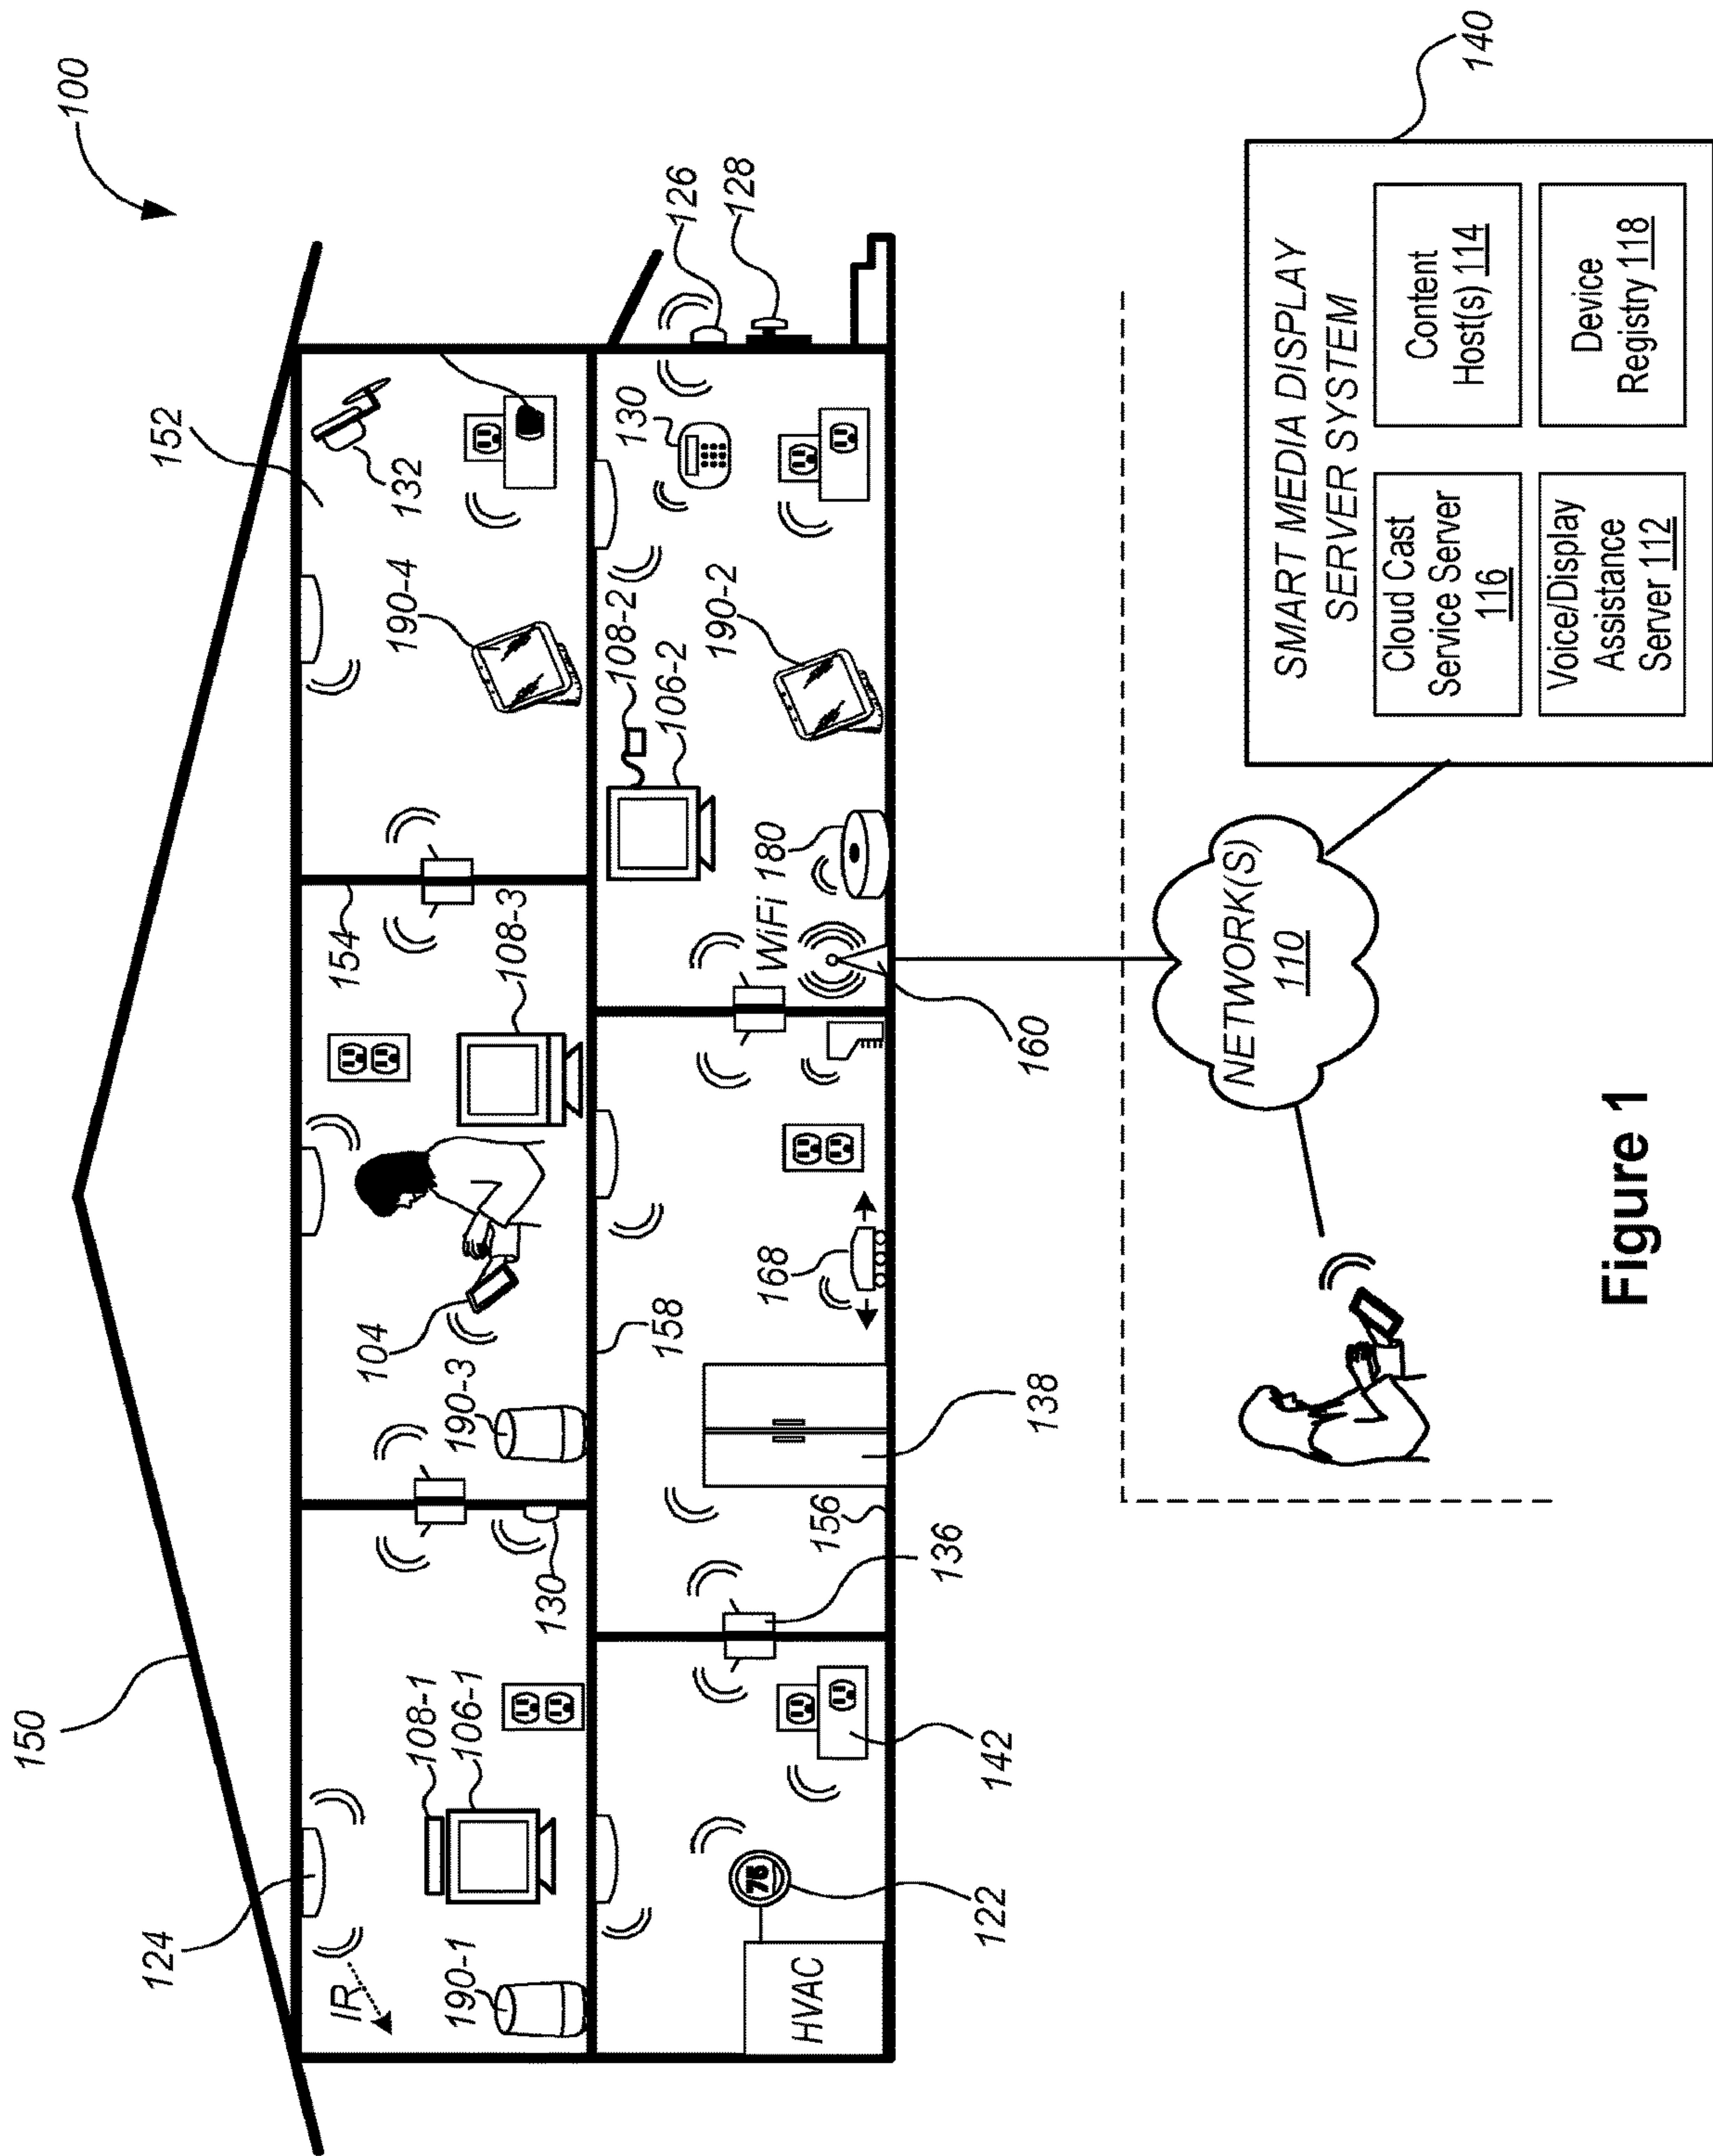 100
150
152
124
IR
190-1
108-1
106-1
130
190-3
104
154
108-3
190-4
132
126
128
HVAC
75
122
142
136
156
158
138
168
WiFi
160
180
108-2
106-2
190-2
130
NETWORK(S)
110
140
SMART MEDIA DISPLAY
SERVER SYSTEM
Cloud Cast
Service Server
116
Content
Host(s) 114
Voice/Display
Assistance
Server 112
Device
Registry 118
Figure 1